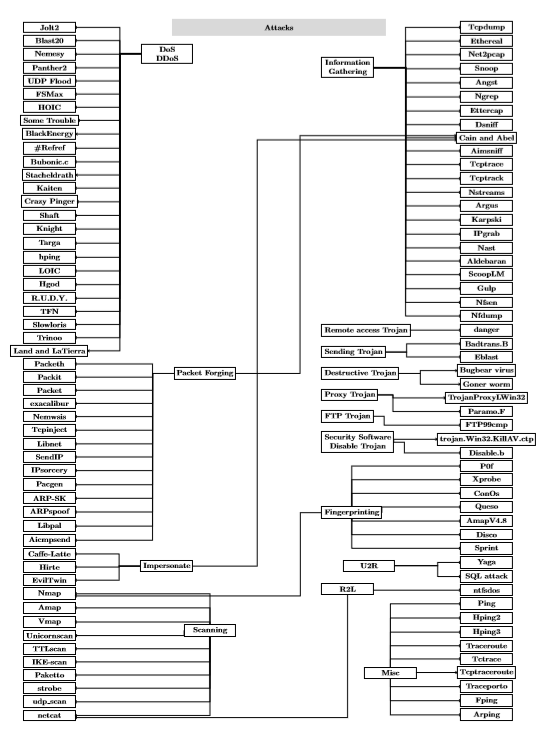 Attacks
Jolt2
Blast20
Nemesy
Panther2
UDP Flood
FSMax
HOIC
Some Trouble
BlackEnergy
#Refref
Bubonic.c
Stacheldrath
Kaiten
Crazy Pinger
Shaft
Knight
Targa
hping
LOIC
Hgod
R.U.D.Y.
TFN
Slowloris
Trinoo
Land and LaTierra
Packeth
Packit
Packet
exacalibur
Nemwsis
Tcpinject
Libnet
SendIP
IPsorcery
Pacgen
ARP-SK
ARPspoof
Libpal
Aicmpsend
Caffe-Latte
Hirte
EvilTwin
Nmap
Amap
Vmap
Unicornscan
TTLscan
IKE-scan
Paketto
strobe
udp_scan
netcat
DoS
DDoS
Packet Forging
Impersonate
Scanning
Information
Gathering
Remote access Trojan
Sending Trojan
Destructive Trojan
Proxy Trojan
FTP Trojan
Security Software
Disable Trojan
Fingerprinting
U2R
R2L
Misc
Tcpdump
Ethereal
Net2pcap
Snoop
Angst
Ngrep
Ettercap
Dsniff
Cain and Abel
Aimsniff
Tcptrace
Tcptrack
Nstreams
Argus
Karpski
IPgrab
Nast
Aldebaran
ScoopLM
Gulp
Nfsen
Nfdump
danger
Badtrans.B
Eblast
Bugbear virus
Goner worm
TrojanProxyLWin32
Paramo.F
FTP99cmp
trojan.Win32.KillAV.ctp
Disable.b
P0f
Xprobe
ConOs
Queso
AmapV4.8
Disco
Sprint
Yaga
SQL attack
ntfsdos
Ping
Hping2
Hping3
Traceroute
Tctrace
Tcptraceroute
Traceporto
Fping
Arping